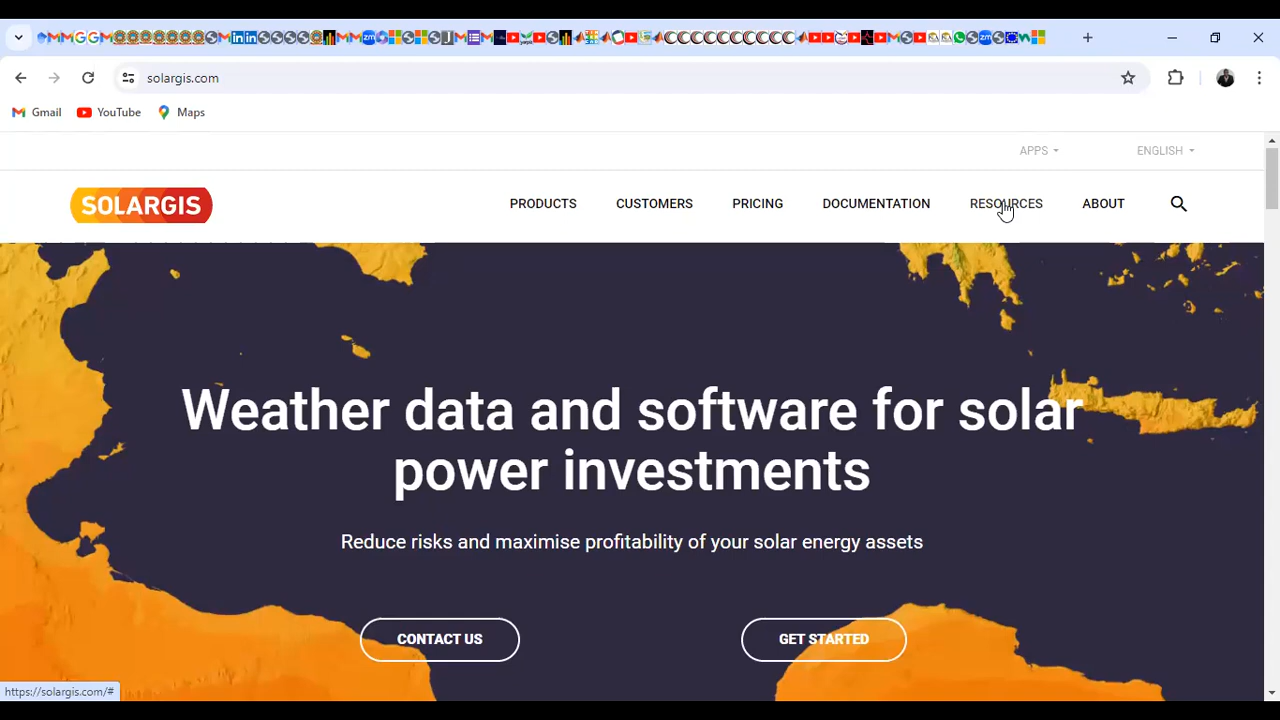 solargis.com
Gmail YouTube Maps
APPS ENGLISH
SOLARGIS PRODUCTS CUSTOMERS PRICING DOCUMENTATION RESOURCES ABOUT
Weather data and software for solar
power investments
Reduce risks and maximise profitability of your solar energy assets
CONTACT US GET STARTED
https://solargis.com/#